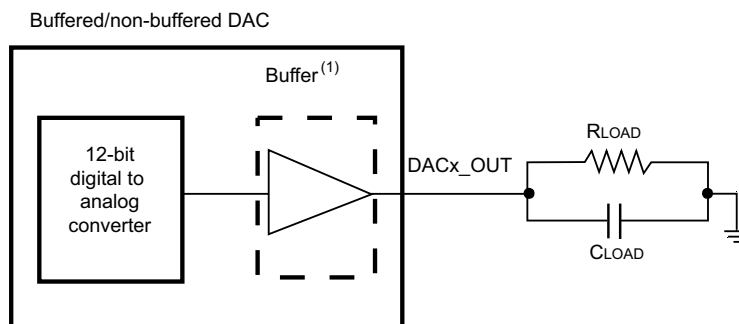 Buffered/non-buffered DAC
Buffer(1)
12-bit
digital to
analog
converter
DACx_OUT
RLOAD
CLOAD